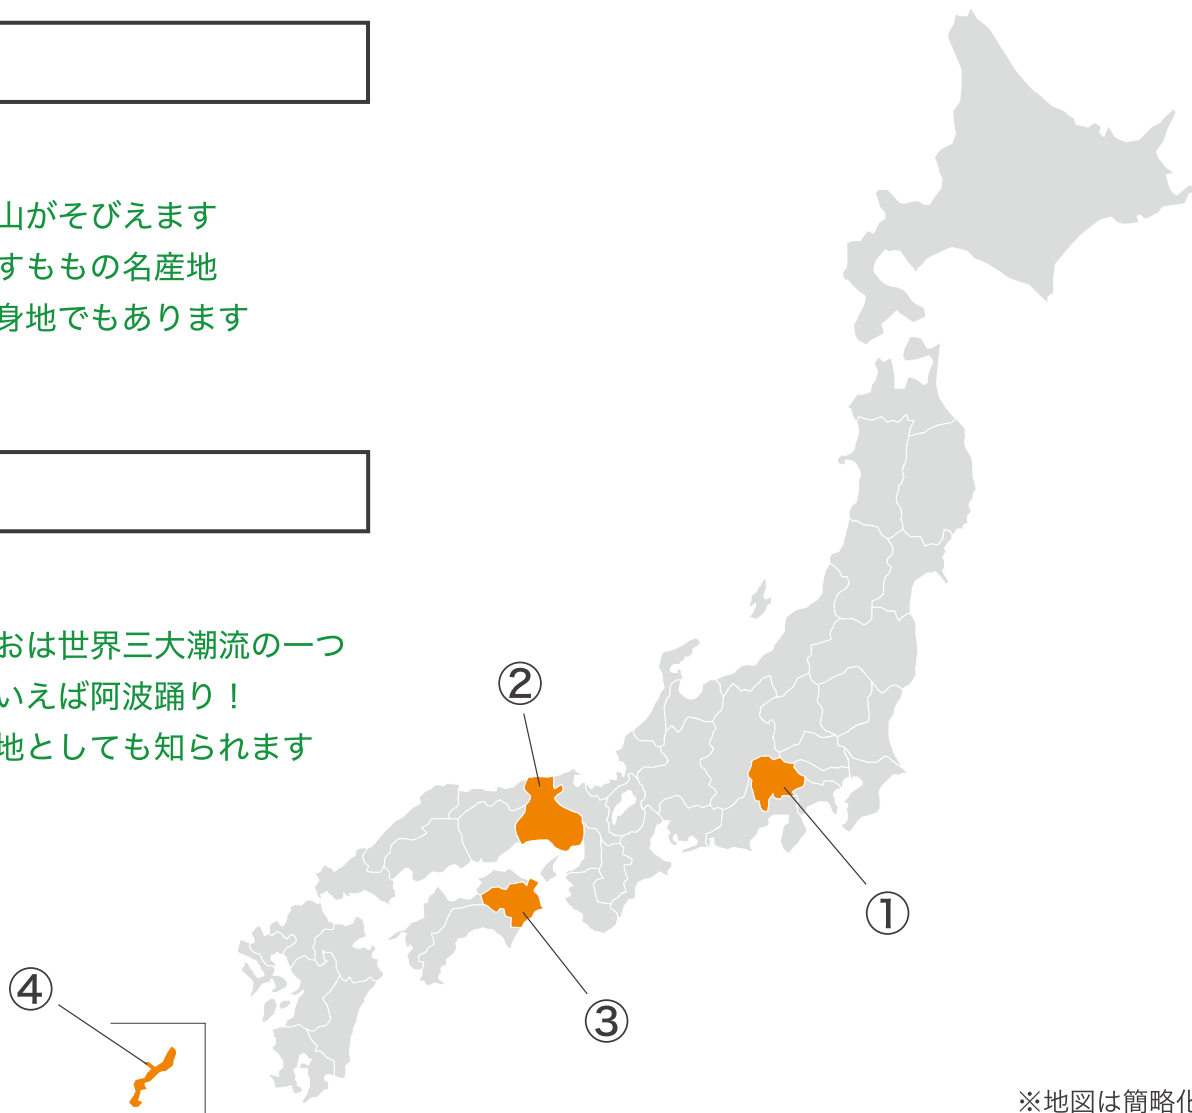 山がそびえます
すももの名産地
身地でもあります
おは世界三大潮流の一つ
いえば阿波踊り！
地としても知られます
②
①
③
④
※地図は簡略化